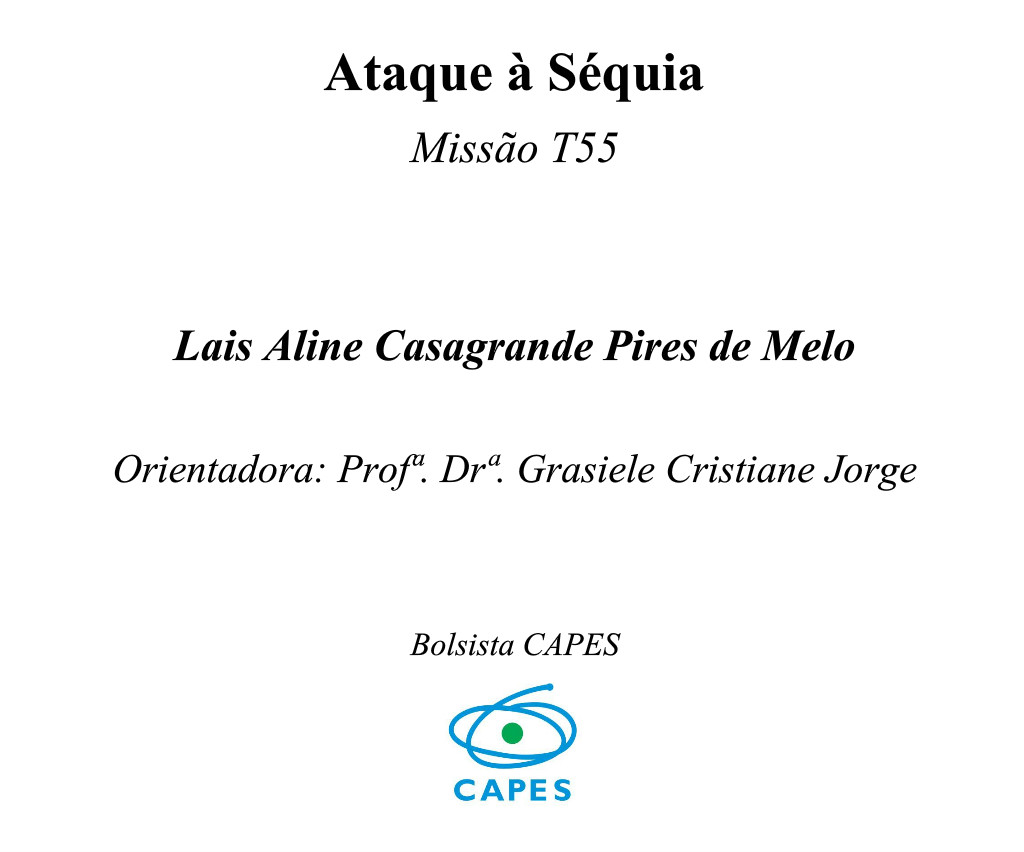 Ataque à Séquia
Missão T55
Lais Aline Casagrande Pires de Melo
Orientadora: Profª. Drª. Grasiele Cristiane Jorge
Bolsista CAPES
CAPES